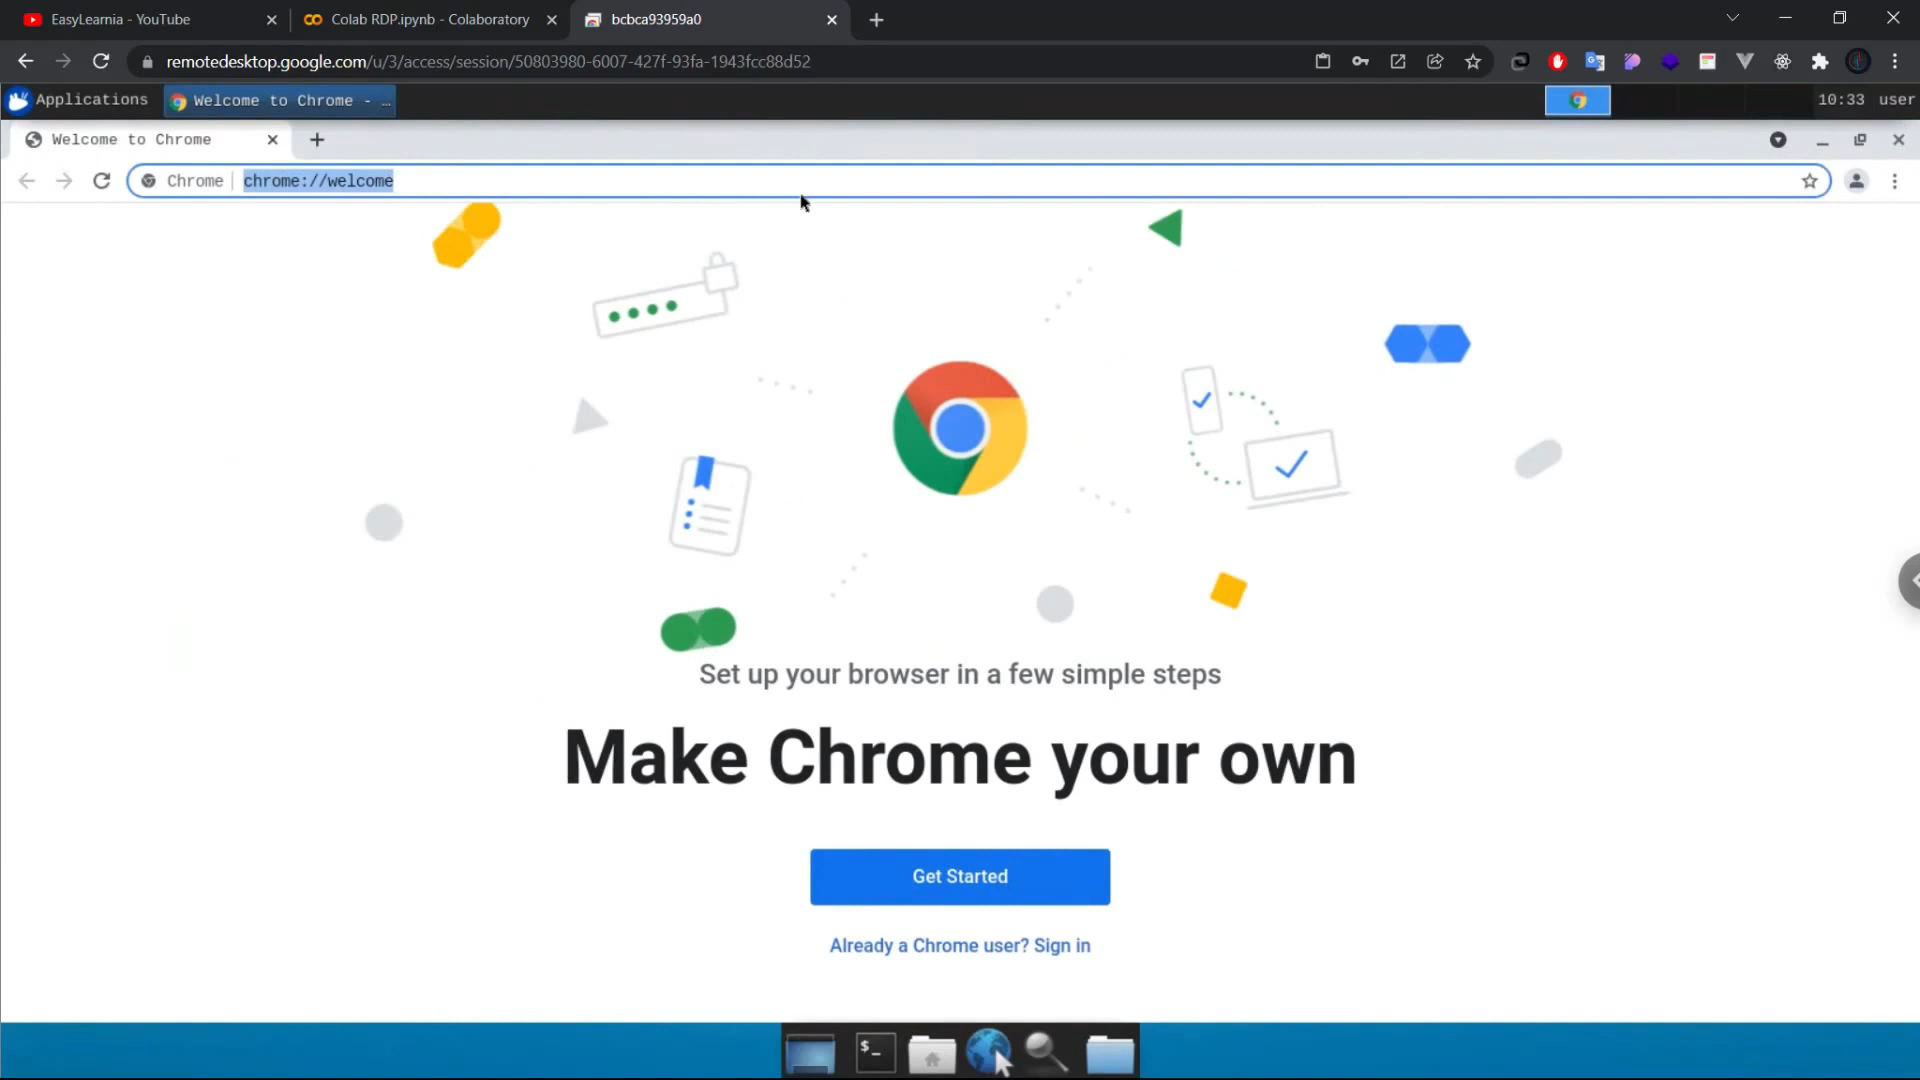 EasyLearnia - YouTube
Colab RDP.ipynb - Colaboratory
bcbca93959a0
remotedesktop.google.com/u/3/access/session/50803980-6007-427f-93fa-1943fcc88d52
Applications
Welcome to Chrome - …
10:33 user
Welcome to Chrome
Chrome
chrome://welcome
Set up your browser in a few simple steps
Make Chrome your own
Get Started
Already a Chrome user? Sign in
$_